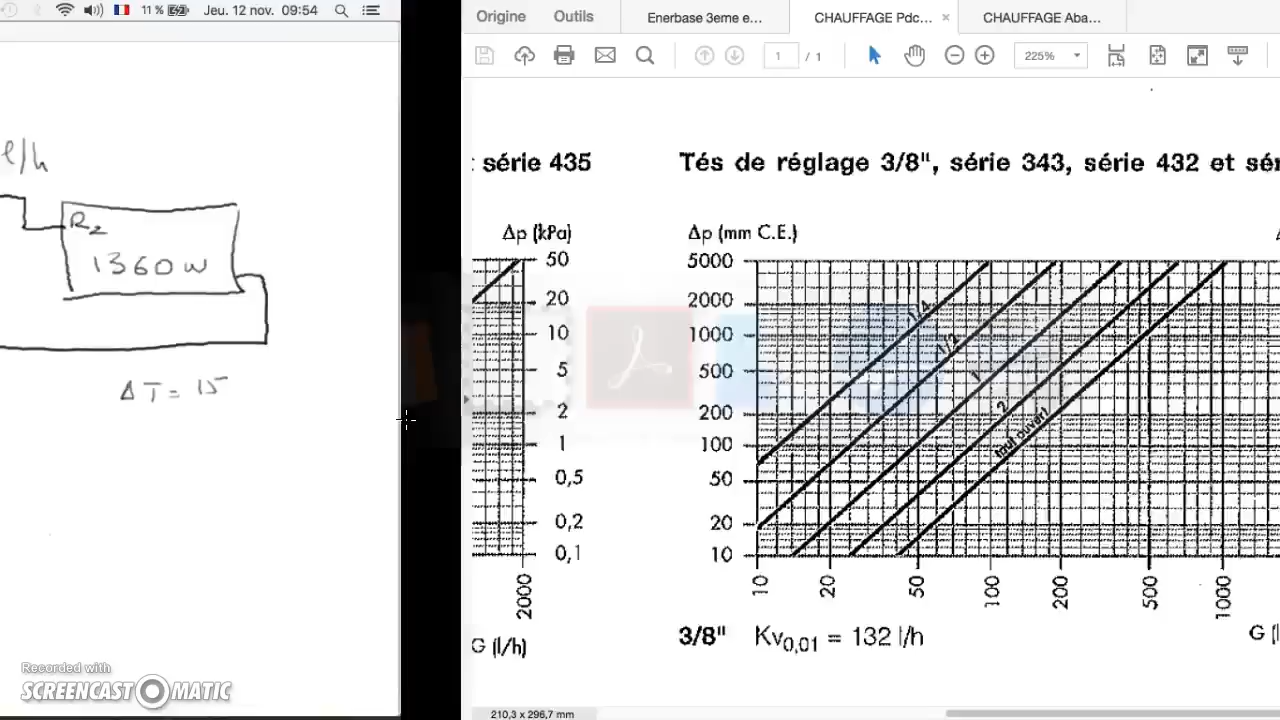 11 % Jeu. 12 nov. 09:54
Origine Outils Enerbase 3eme e... CHAUFFAGE Pdc... × CHAUFFAGE Aba...
1 / 1 225%
l/h
R2
1360 w
ΔT = 15
: série 435
Tés de réglage 3/8", série 343, série 432 et sér
Δp (kPa)
50
20
10
5
2
1
0,5
0,2
0,1
2000
G (l/h)
Δp (mm C.E.)
5000
2000
1000
500
200
100
50
20
10
1/4
1/2
1
2
tout ouvert
10 20 50 100 200 500 1000
3/8" Kv0,01 = 132 l/h
G (l
Recorded with
SCREENCAST O MATIC
210,3 x 296,7 mm